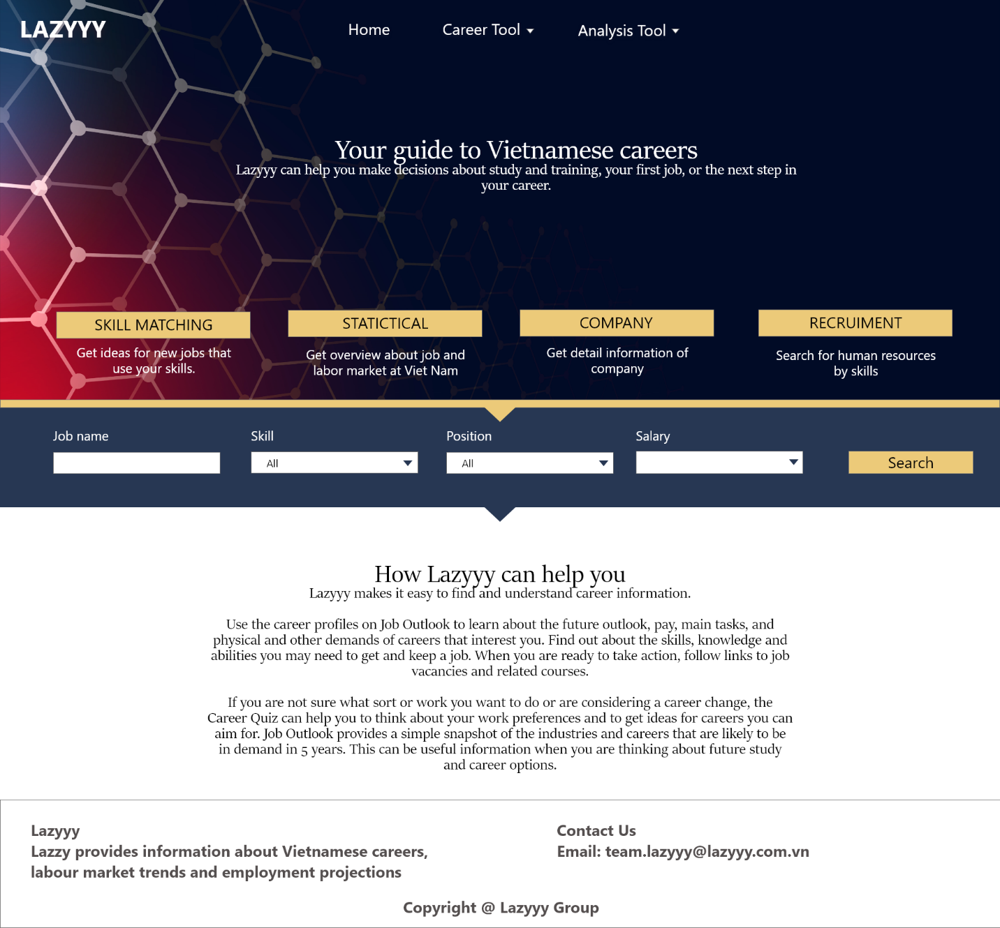 LAZYYY
Home
Career Tool
Analysis Tool
Your guide to Vietnamese careers
Lazyyy can help you make decisions about study and training, your first job, or the next step in
your career.
SKILL MATCHING
Get ideas for new jobs that
use your skills.
STATICTICAL
Get overview about job and
labor market at Viet Nam
COMPANY
Get detail information of
company
RECRUIMENT
Search for human resources
by skills
Job name
Skill
All
Position
All
Salary
Search
How Lazyyy can help you
Lazyyy makes it easy to find and understand career information.
Use the career profiles on Job Outlook to learn about the future outlook, pay, main tasks, and
physical and other demands of careers that interest you. Find out about the skills, knowledge and
abilities you may need to get and keep a job. When you are ready to take action, follow links to job
vacancies and related courses.
If you are not sure what sort or work you want to do or are considering a career change, the
Career Quiz can help you to think about your work preferences and to get ideas for careers you can
aim for. Job Outlook provides a simple snapshot of the industries and careers that are likely to be
in demand in 5 years. This can be useful information when you are thinking about future study
and career options.
Lazyyy
Lazzy provides information about Vietnamese careers,
labour market trends and employment projections
Contact Us
Email: team.lazyyy@lazyyy.com.vn
Copyright @ Lazyyy Group